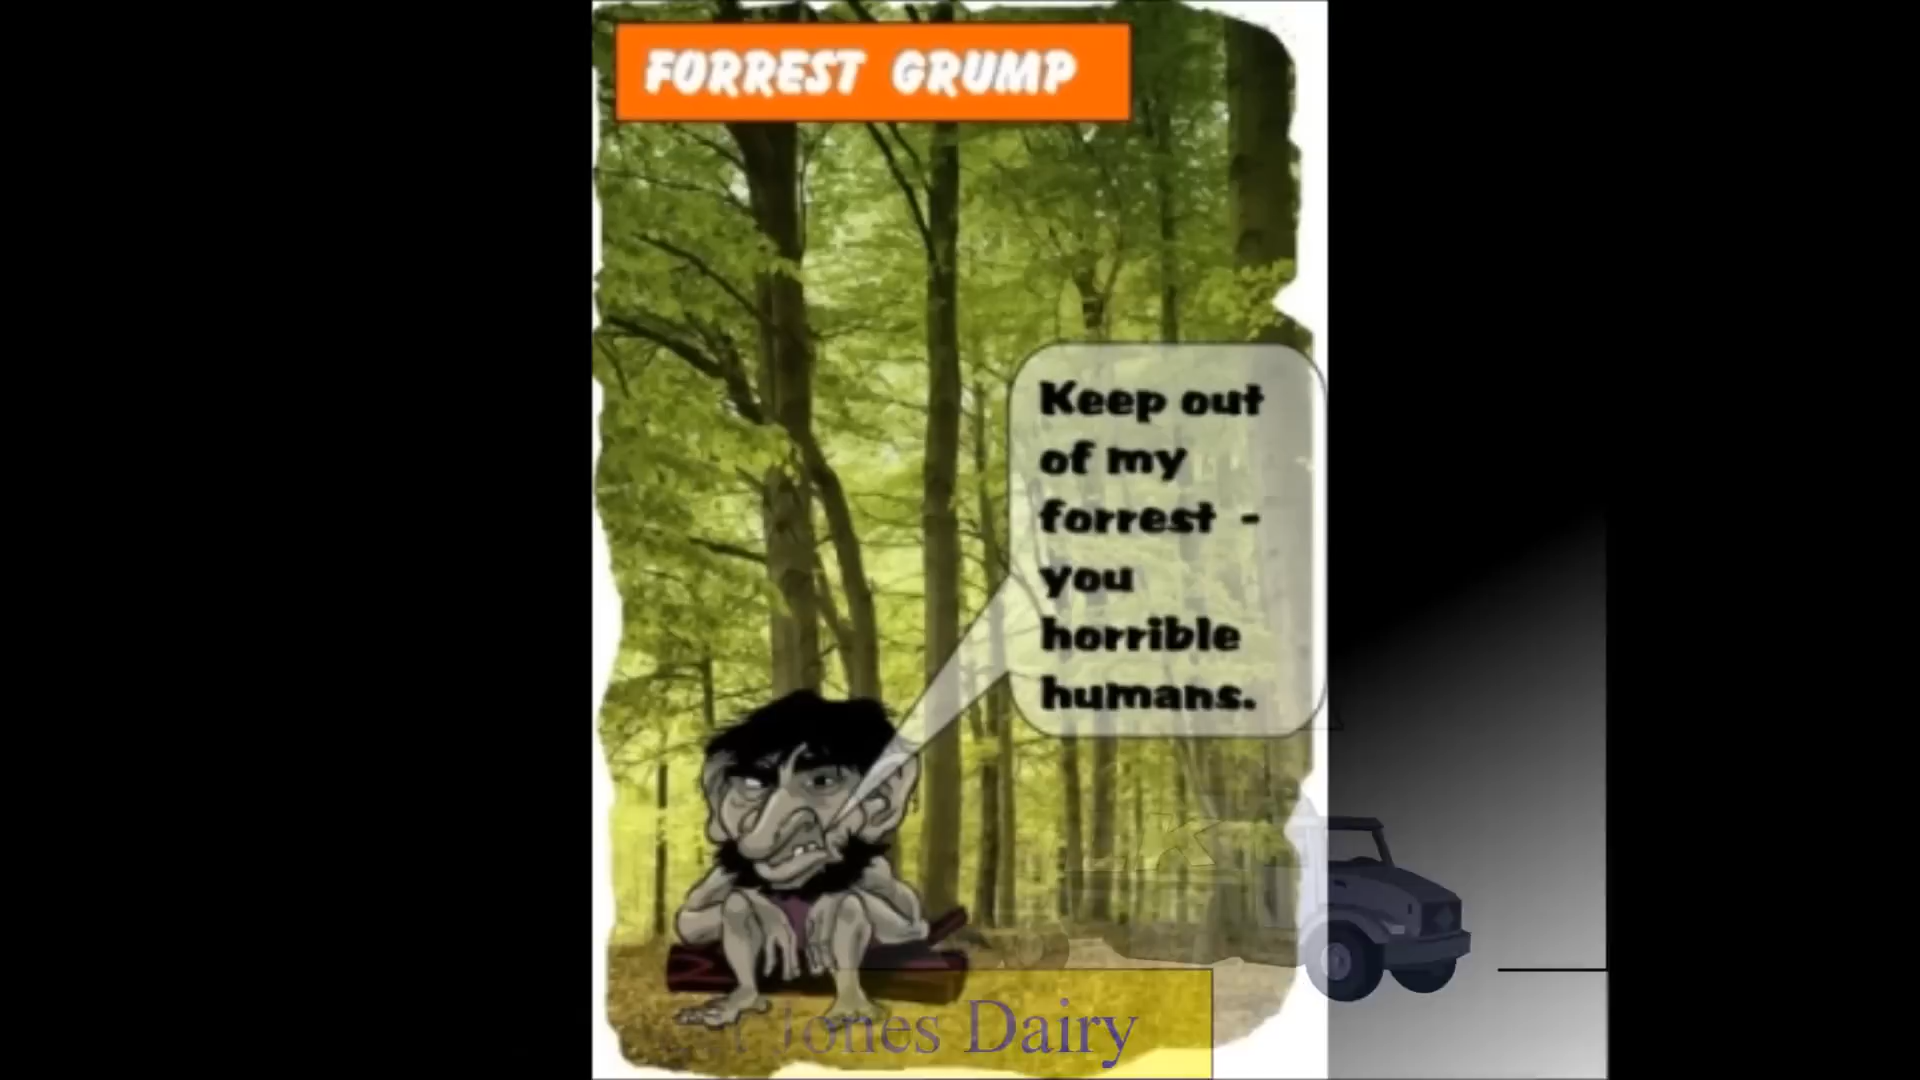 FORREST GRUMP
Keep out
of my
forrest -
you
horrible
humans.
Jones Dairy